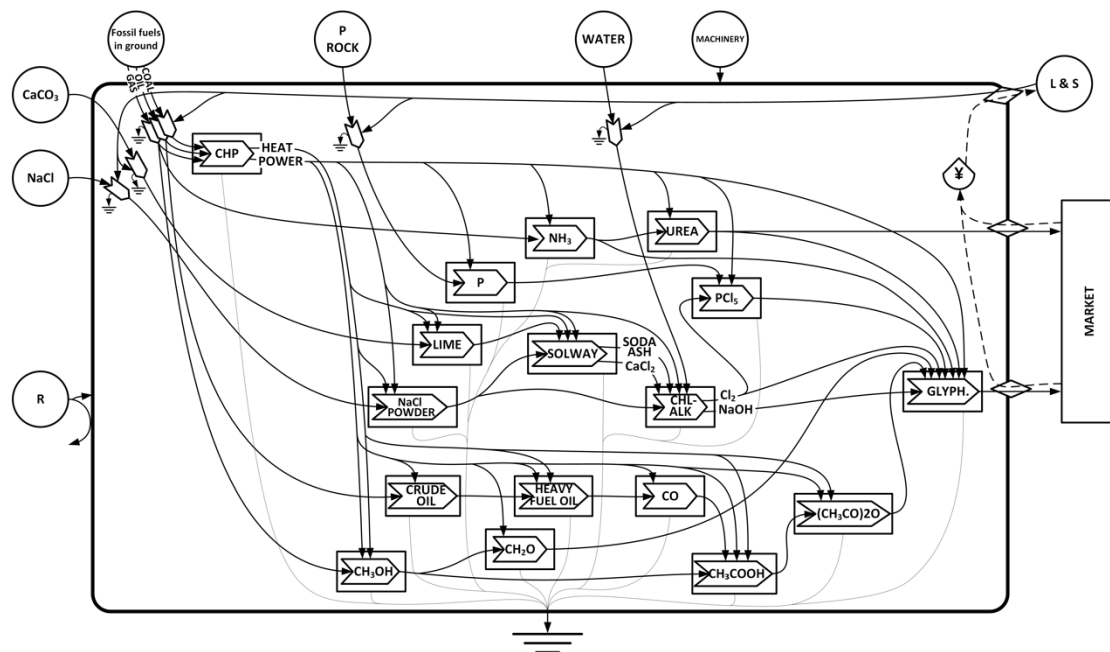 Fossil fuels
in ground
P
ROCK
WATER
MACHINERY
L & S
CaCO₃
NaCl
R
COAL
OIL
GAS
CHP
HEAT
POWER
¥
NH₃
UREA
P
PCl₅
LIME
SOLWAY
SODA
ASH
CaCl₂
NaCl
POWDER
CHL-
ALK
Cl₂
NaOH
GLYPH.
MARKET
CRUDE
OIL
HEAVY
FUEL OIL
CO
(CH₃CO)2O
CH₂O
CH₃OH
CH₃COOH